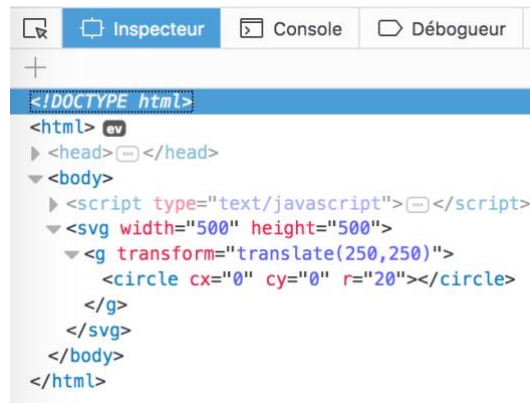 Inspecteur Console Débogueur
+
<!DOCTYPE html>
<html> ev
<head>…</head>
<body>
<script type="text/javascript">…</script>
<svg width="500" height="500">
<g transform="translate(250,250)">
<circle cx="0" cy="0" r="20"></circle>
</g>
</svg>
</body>
</html>